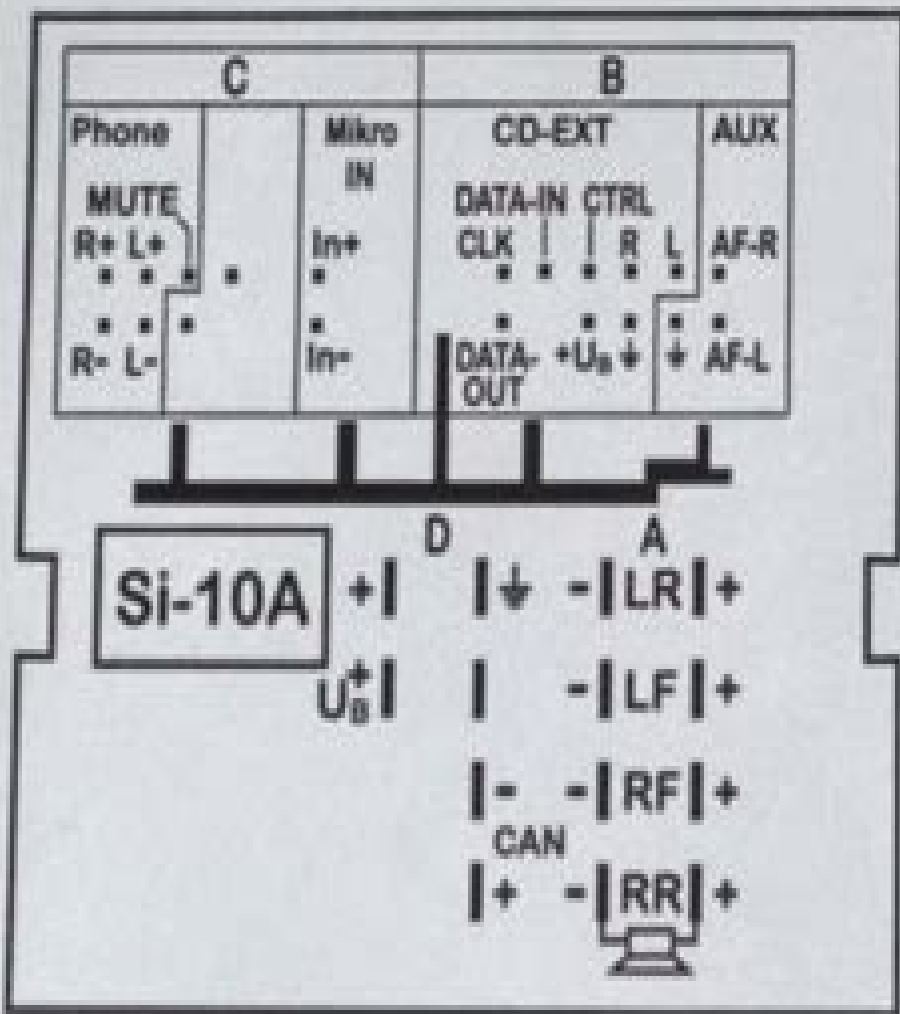 C B
Phone Mikro CD-EXT AUX
IN
MUTE DATA-IN CTRL
R+ L+ In+ CLK R L AF-R
R- L- In- DATA- +UB AF-L
OUT
D A
Si-10A + - LR +
UB+ - LF +
- - RF +
CAN
+ - RR +